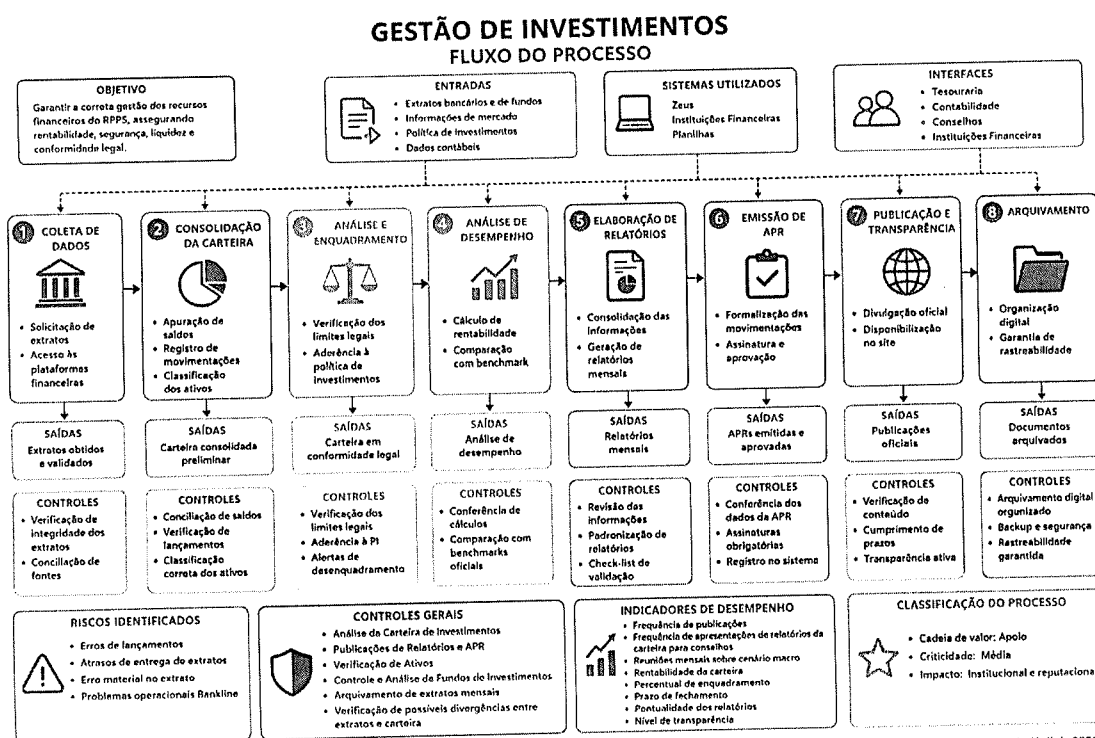 GESTÃO DE INVESTIMENTOS
FLUXO DO PROCESSO
OBJETIVO
Garantir a correta gestão dos recursos
financeiros do RPPS, assegurando
rentabilidade, segurança, liquidez e
conformidade legal.
ENTRADAS
• Extratos bancários e de fundos
• Informações de mercado
• Política de Investimentos
• Dados contábeis
SISTEMAS UTILIZADOS
Zeus
Instituições Financeiras
Planilhas
INTERFACES
• Tesouraria
• Contabilidade
• Conselhos
• Instituições Financeiras
1 COLETA DE
DADOS
• Solicitação de
extratos
• Acesso às
plataformas
financeiras
2 CONSOLIDAÇÃO
DA CARTEIRA
• Apuração de
saldos
• Registro de
movimentações
• Classificação
dos ativos
3 ANÁLISE E
ENQUADRAMENTO
• Verificação dos
limites legais
• Aderência à
política de
investimentos
4 ANÁLISE DE
DESEMPENHO
• Cálculo de
rentabilidade
• Comparação
com benchmark
5 ELABORAÇÃO DE
RELATÓRIOS
• Consolidação das
informações
• Geração de
relatórios
mensais
6 EMISSÃO DE
APR
• Formalização das
movimentações
• Assinatura e
aprovação
7 PUBLICAÇÃO E
TRANSPARÊNCIA
• Divulgação oficial
• Disponibilização
no site
8 ARQUIVAMENTO
• Organização
digital
• Garantia de
rastreabilidade
SAÍDAS
Extratos obtidos
e validados
SAÍDAS
Carteira consolidada
preliminar
SAÍDAS
Carteira em
conformidade legal
SAÍDAS
Análise de
desempenho
SAÍDAS
Relatórios
mensais
SAÍDAS
APRs emitidas e
aprovadas
SAÍDAS
Publicações
oficiais
SAÍDAS
Documentos
arquivados
CONTROLES
• Verificação de
integridade dos
extratos
• Conciliação de
fontes
CONTROLES
• Conciliação de saldos
• Verificação de
lançamentos
• Classificação
correta dos ativos
CONTROLES
• Verificação dos
limites legais
• Aderência à PI
• Alertas de
desenquadramento
CONTROLES
• Conferência de
cálculos
• Comparação com
benchmarks
oficiais
CONTROLES
• Revisão das
informações
• Padronização de
relatórios
• Check-list de
validação
CONTROLES
• Conferência dos
dados da APR
• Assinaturas
obrigatórias
• Registro no sistema
CONTROLES
• Verificação de
conteúdo
• Cumprimento de
prazos
• Transparência ativa
CONTROLES
• Arquivamento digital
organizado
• Backup e segurança
• Rastreabilidade
garantida
RISCOS IDENTIFICADOS
• Erros de lançamentos
• Atrasos de entrega de extratos
• Erro material no extrato
• Problemas operacionais Bankline
CONTROLES GERAIS
• Análise da Carteira de Investimentos
• Publicações de Relatórios e APR
• Verificação de Ativos
• Controle e Análise de Fundos de Investimentos
• Arquivamento de extratos mensais
• Verificação de possíveis divergências entre
extratos e carteira
INDICADORES DE DESEMPENHO
• Frequência de publicações
• Frequência de apresentações de relatórios da
carteira para conselhos
• Reuniões mensais sobre cenário macro
• Rentabilidade da carteira
• Percentual de enquadramento
• Prazo de fechamento
• Pontualidade dos relatórios
• Nível de transparência
CLASSIFICAÇÃO DO PROCESSO
• Cadeia de valor: Apoio
• Criticidade: Média
• Impacto: Institucional e reputacional